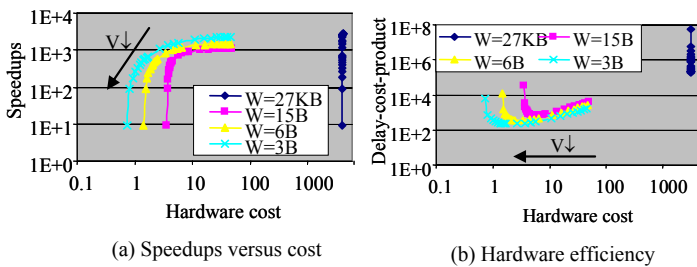 1E+4
1E+3
1E+2
1E+1
1E+0
Speedups
V↓
W=27KB
W=15B
W=6B
W=3B
0.1 1 10 100 1000
Hardware cost
(a) Speedups versus cost
1E+8
1E+6
1E+4
1E+2
1E+0
Delay-cost-product
W=27KB W=15B
W=6B W=3B
V↓
0.1 1 10 100 1000
Hardware cost
(b) Hardware efficiency